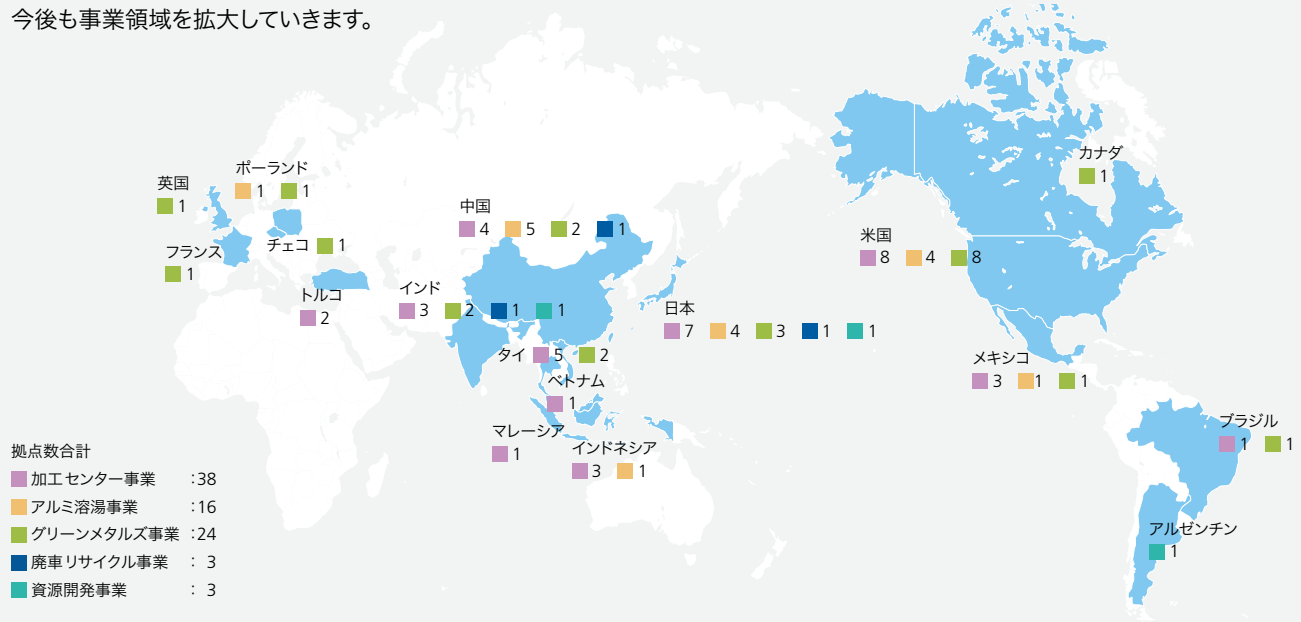 今後も事業領域を拡大していきます。
英国
1
ポーランド
1 1
フランス
1
チェコ 1
トルコ
2
中国
4 5 2 1
インド
3 2 1 1
タイ 5 2
ベトナム
1
マレーシア
1
インドネシア
3 1
日本
7 4 3 1 1
カナダ
1
米国
8 4 8
メキシコ
3 1 1
ブラジル
1 1
アルゼンチン
1
拠点数合計
加工センター事業 :38
アルミ溶湯事業 :16
グリーンメタルズ事業 :24
廃車リサイクル事業 : 3
資源開発事業 : 3